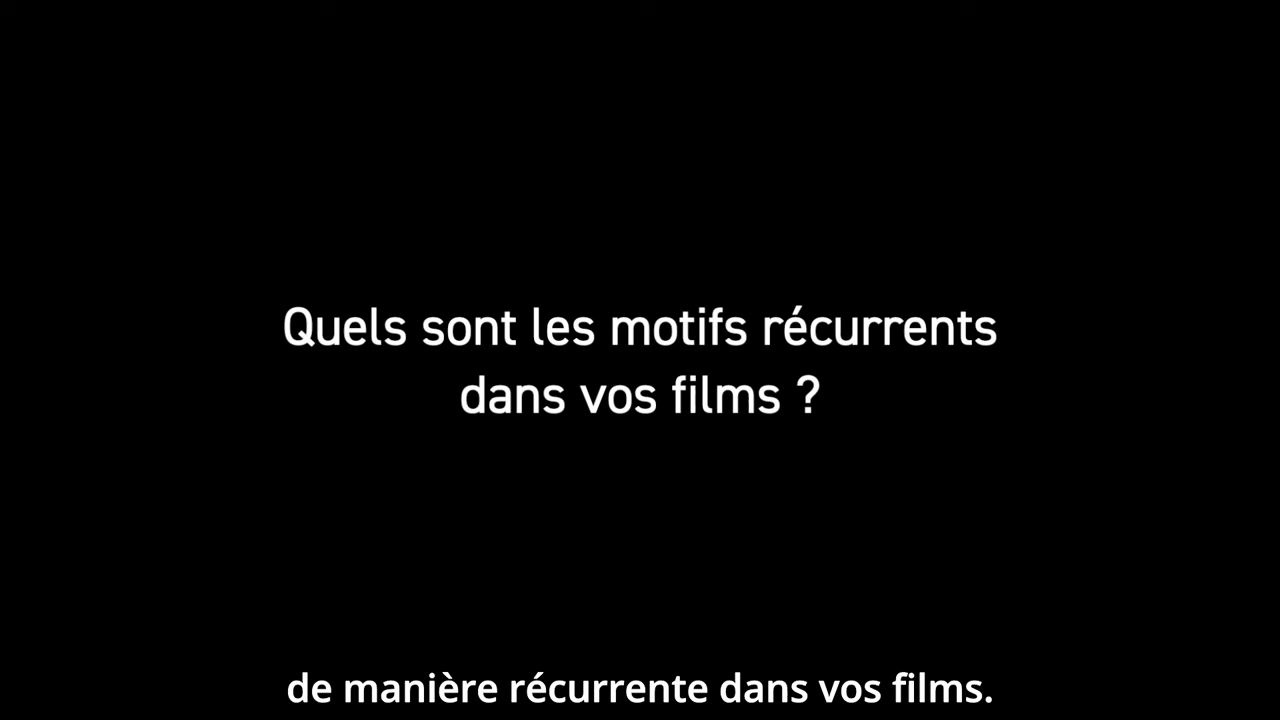 Quels sont les motifs récurrents
dans vos films ?
de manière récurrente dans vos films.